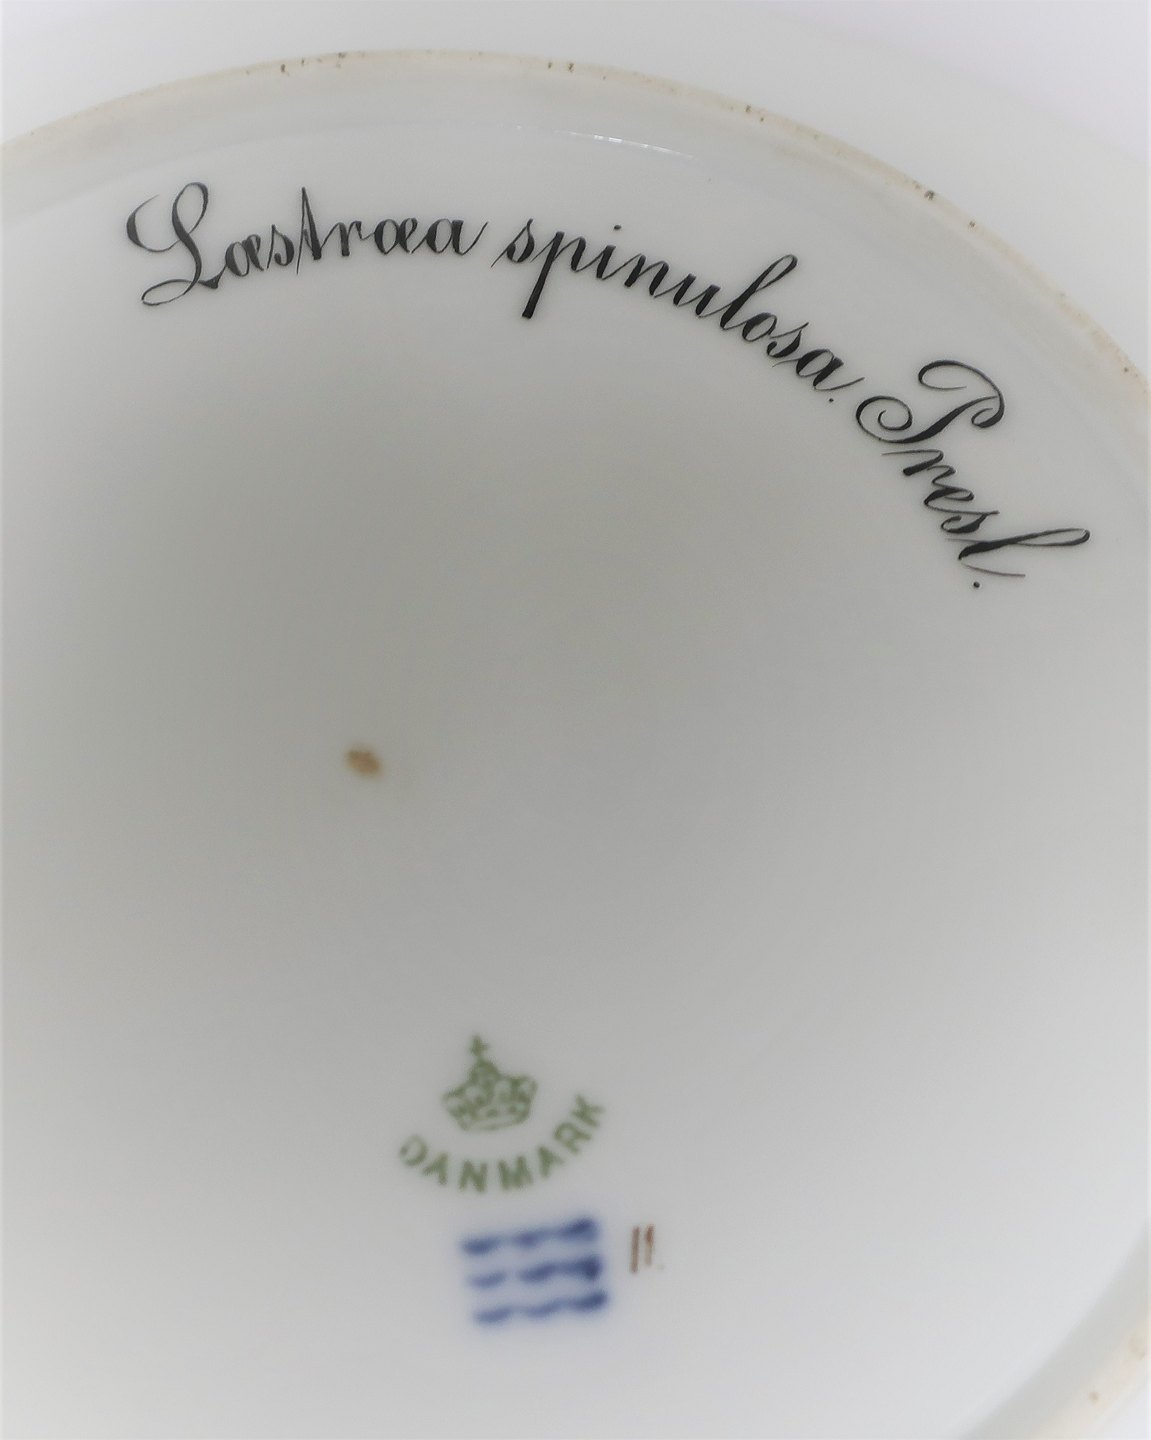 Læstræa spinulosa. Presl.
DANMARK
11.